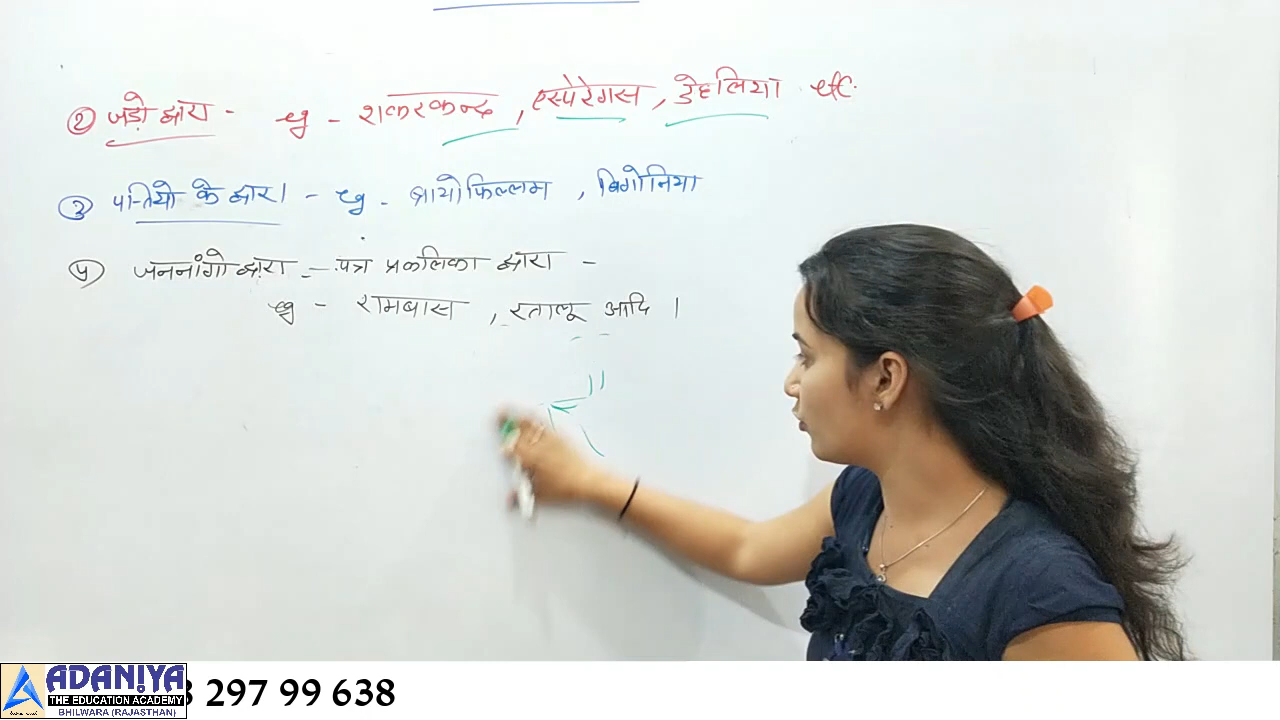 ② जड़ो द्वारा - eg - शकरकन्द , एस्पेरेगस , डेहलिया etc.
③ पत्तियो के द्वारा - eg - ब्रायोफिल्लम , बिगोनिया
④ जननांगो द्वारा - पत्र प्रकलिका द्वारा -
eg - रामबास , रतालू आदि ।
ADANIYA
THE EDUCATION ACADEMY
BHILWARA (RAJASTHAN)
297 99 638